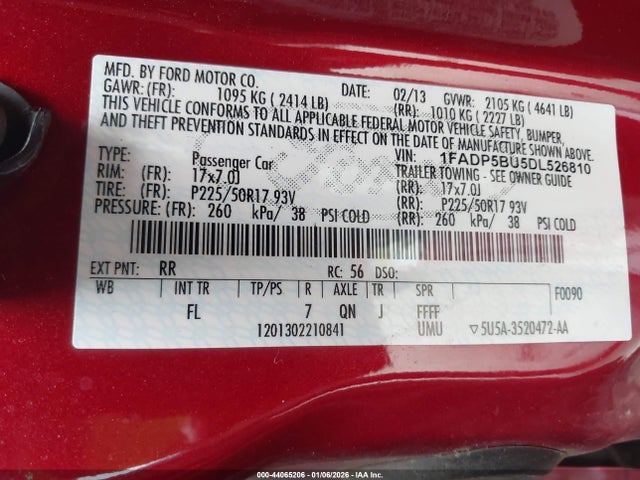 MFD. BY FORD MOTOR CO. 02/13 GVWR: 2105 KG (4641 LB)
GAWR: (FR): 1095 KG (2414 LB) (RR): 1010 KG (2227 LB)
THIS VEHICLE CONFORMS TO ALL APPLICABLE FEDERAL MOTOR VEHICLE SAFETY, BUMPER,
AND THEFT PREVENTION STANDARDS IN EFFECT ON THE DATE OF MANUFACTURE SHOWN ABOVE.
VIN: 1FADP5BU5DL526810
TYPE: Passenger Car TRAILER TOWING - SEE OWNER GUIDE
RIM: (FR): 17x7.0J (RR): 17x7.0J
TIRE: (FR): P225/50R17 93V (RR): P225/50R17 93V
PRESSURE: (FR): 260 kPa/ 38 PSI COLD (RR): 260 kPa/ 38 PSI COLD
EXT PNT: RR RC: 56 DSO:
WB INT TR TP/PS R AXLE TR SPR F0090
FL 7 QN J FFFF
1201302210841 UMU ▽5U5A-3520472-AA
000-44065206 - 01/06/2026 - IAA Inc.